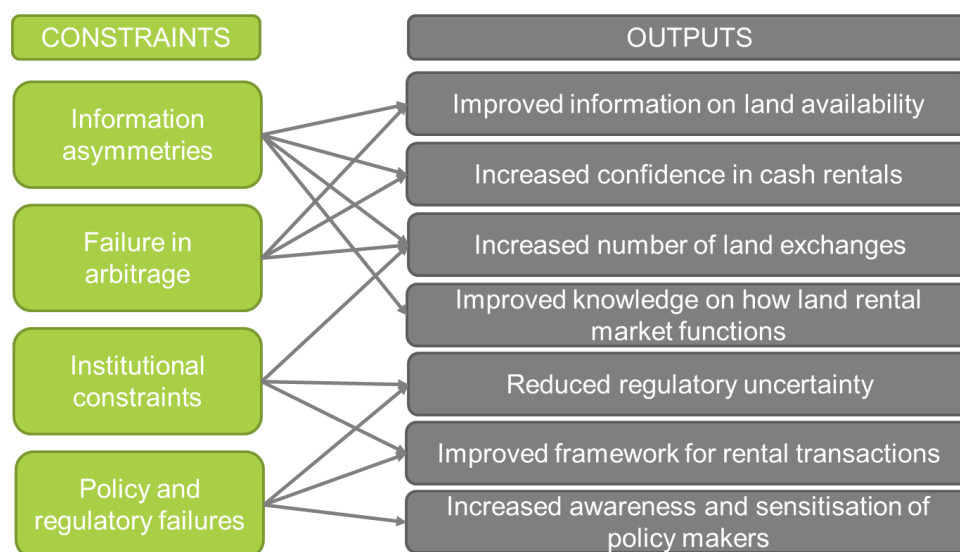 CONSTRAINTS
OUTPUTS
Information
asymmetries
Failure in
arbitrage
Institutional
constraints
Policy and
regulatory failures
Improved information on land availability
Increased confidence in cash rentals
Increased number of land exchanges
Improved knowledge on how land rental
market functions
Reduced regulatory uncertainty
Improved framework for rental transactions
Increased awareness and sensitisation of
policy makers